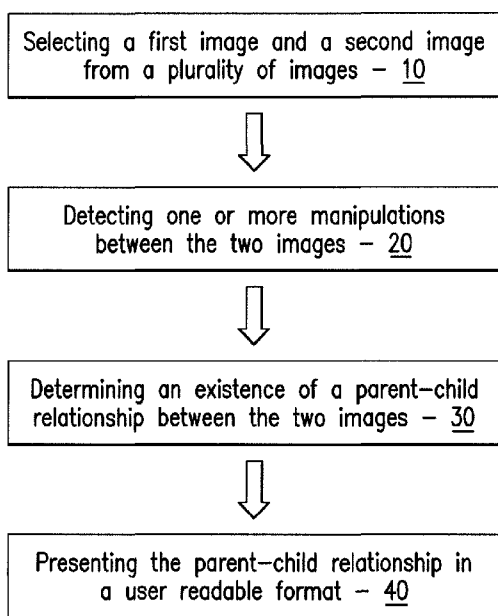 Selecting a first image and a second image
from a plurality of images – 10
Detecting one or more manipulations
between the two images – 20
Determining an existence of a parent–child
relationship between the two images – 30
Presenting the parent–child relationship in
a user readable format – 40